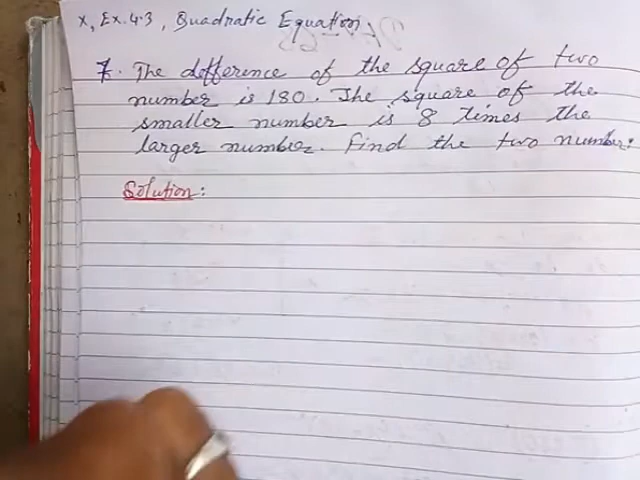 X, Ex. 4.3, Quadratic Equation
7. The difference of the square of two
number is 180. The square of the
smaller number is 8 times the
larger number. Find the two number:
Solution: